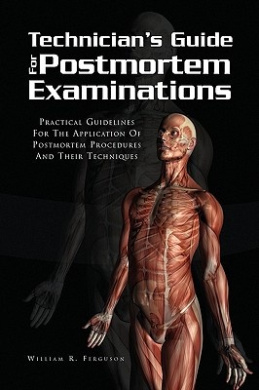 Technician's Guide
For Postmortem
Examinations
Practical Guidelines
For The Application Of
Postmortem Procedures
And Their Techniques
William R. Ferguson